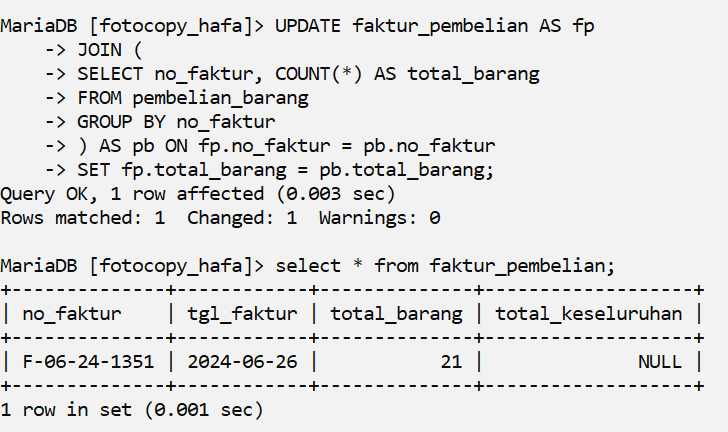 MariaDB [fotocopy_hafa]> UPDATE faktur_pembelian AS fp
    -> JOIN (
    -> SELECT no_faktur, COUNT(*) AS total_barang
    -> FROM pembelian_barang
    -> GROUP BY no_faktur
    -> ) AS pb ON fp.no_faktur = pb.no_faktur
    -> SET fp.total_barang = pb.total_barang;
Query OK, 1 row affected (0.003 sec)
Rows matched: 1  Changed: 1  Warnings: 0

MariaDB [fotocopy_hafa]> select * from faktur_pembelian;
+--------------+------------+--------------+-------------------+
| no_faktur    | tgl_faktur | total_barang | total_keseluruhan |
+--------------+------------+--------------+-------------------+
| F-06-24-1351 | 2024-06-26 |           21 |              NULL |
+--------------+------------+--------------+-------------------+
1 row in set (0.001 sec)